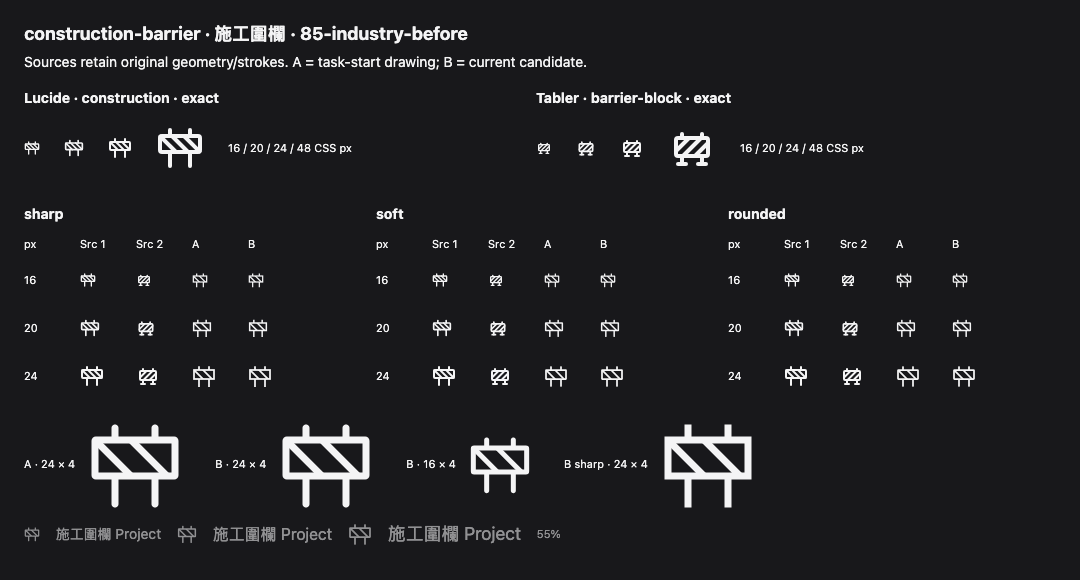 construction-barrier · 施工圍欄 · 85-industry-before
Sources retain original geometry/strokes. A = task-start drawing; B = current candidate.
Lucide · construction · exact
Tabler · barrier-block · exact
16 / 20 / 24 / 48 CSS px
16 / 20 / 24 / 48 CSS px
sharp
soft
rounded
px Src 1 Src 2 A B
px Src 1 Src 2 A B
px Src 1 Src 2 A B
16
16
16
20
20
20
24
24
24
A · 24 × 4
B · 24 × 4
B · 16 × 4
B sharp · 24 × 4
施工圍欄 Project
施工圍欄 Project
施工圍欄 Project
55%